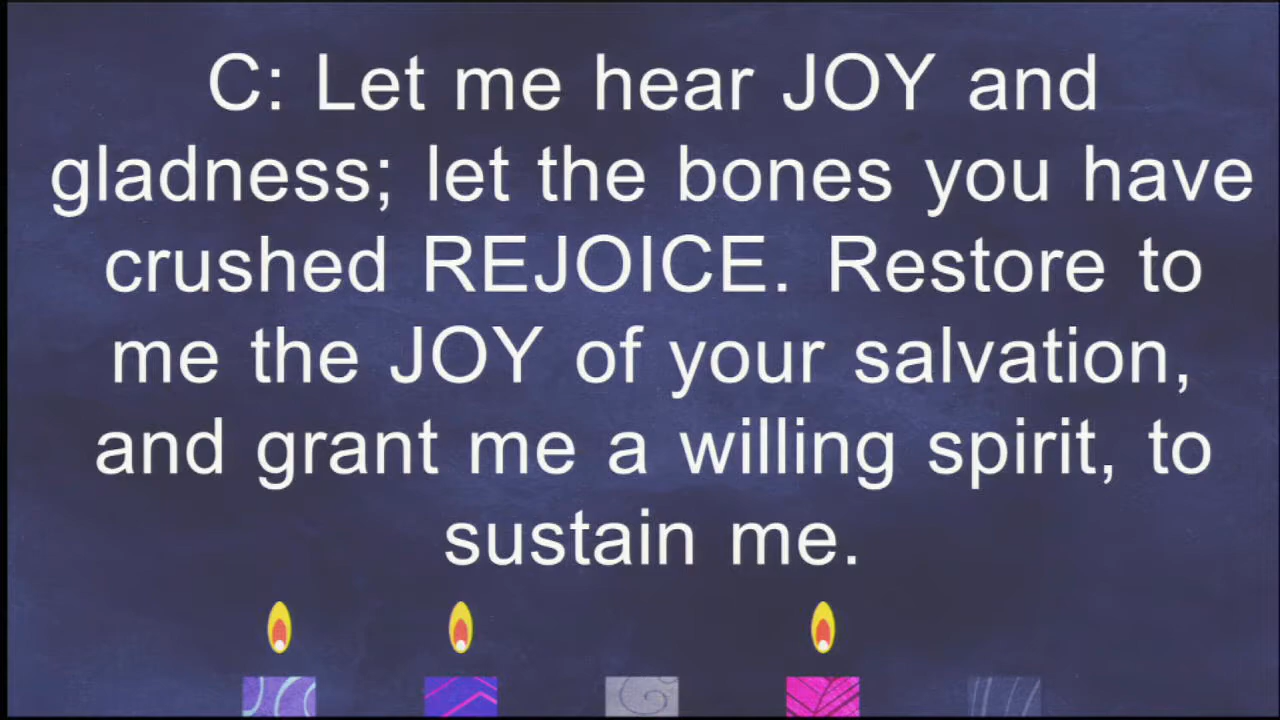 C: Let me hear JOY and
gladness; let the bones you have
crushed REJOICE. Restore to
me the JOY of your salvation,
and grant me a willing spirit, to
sustain me.